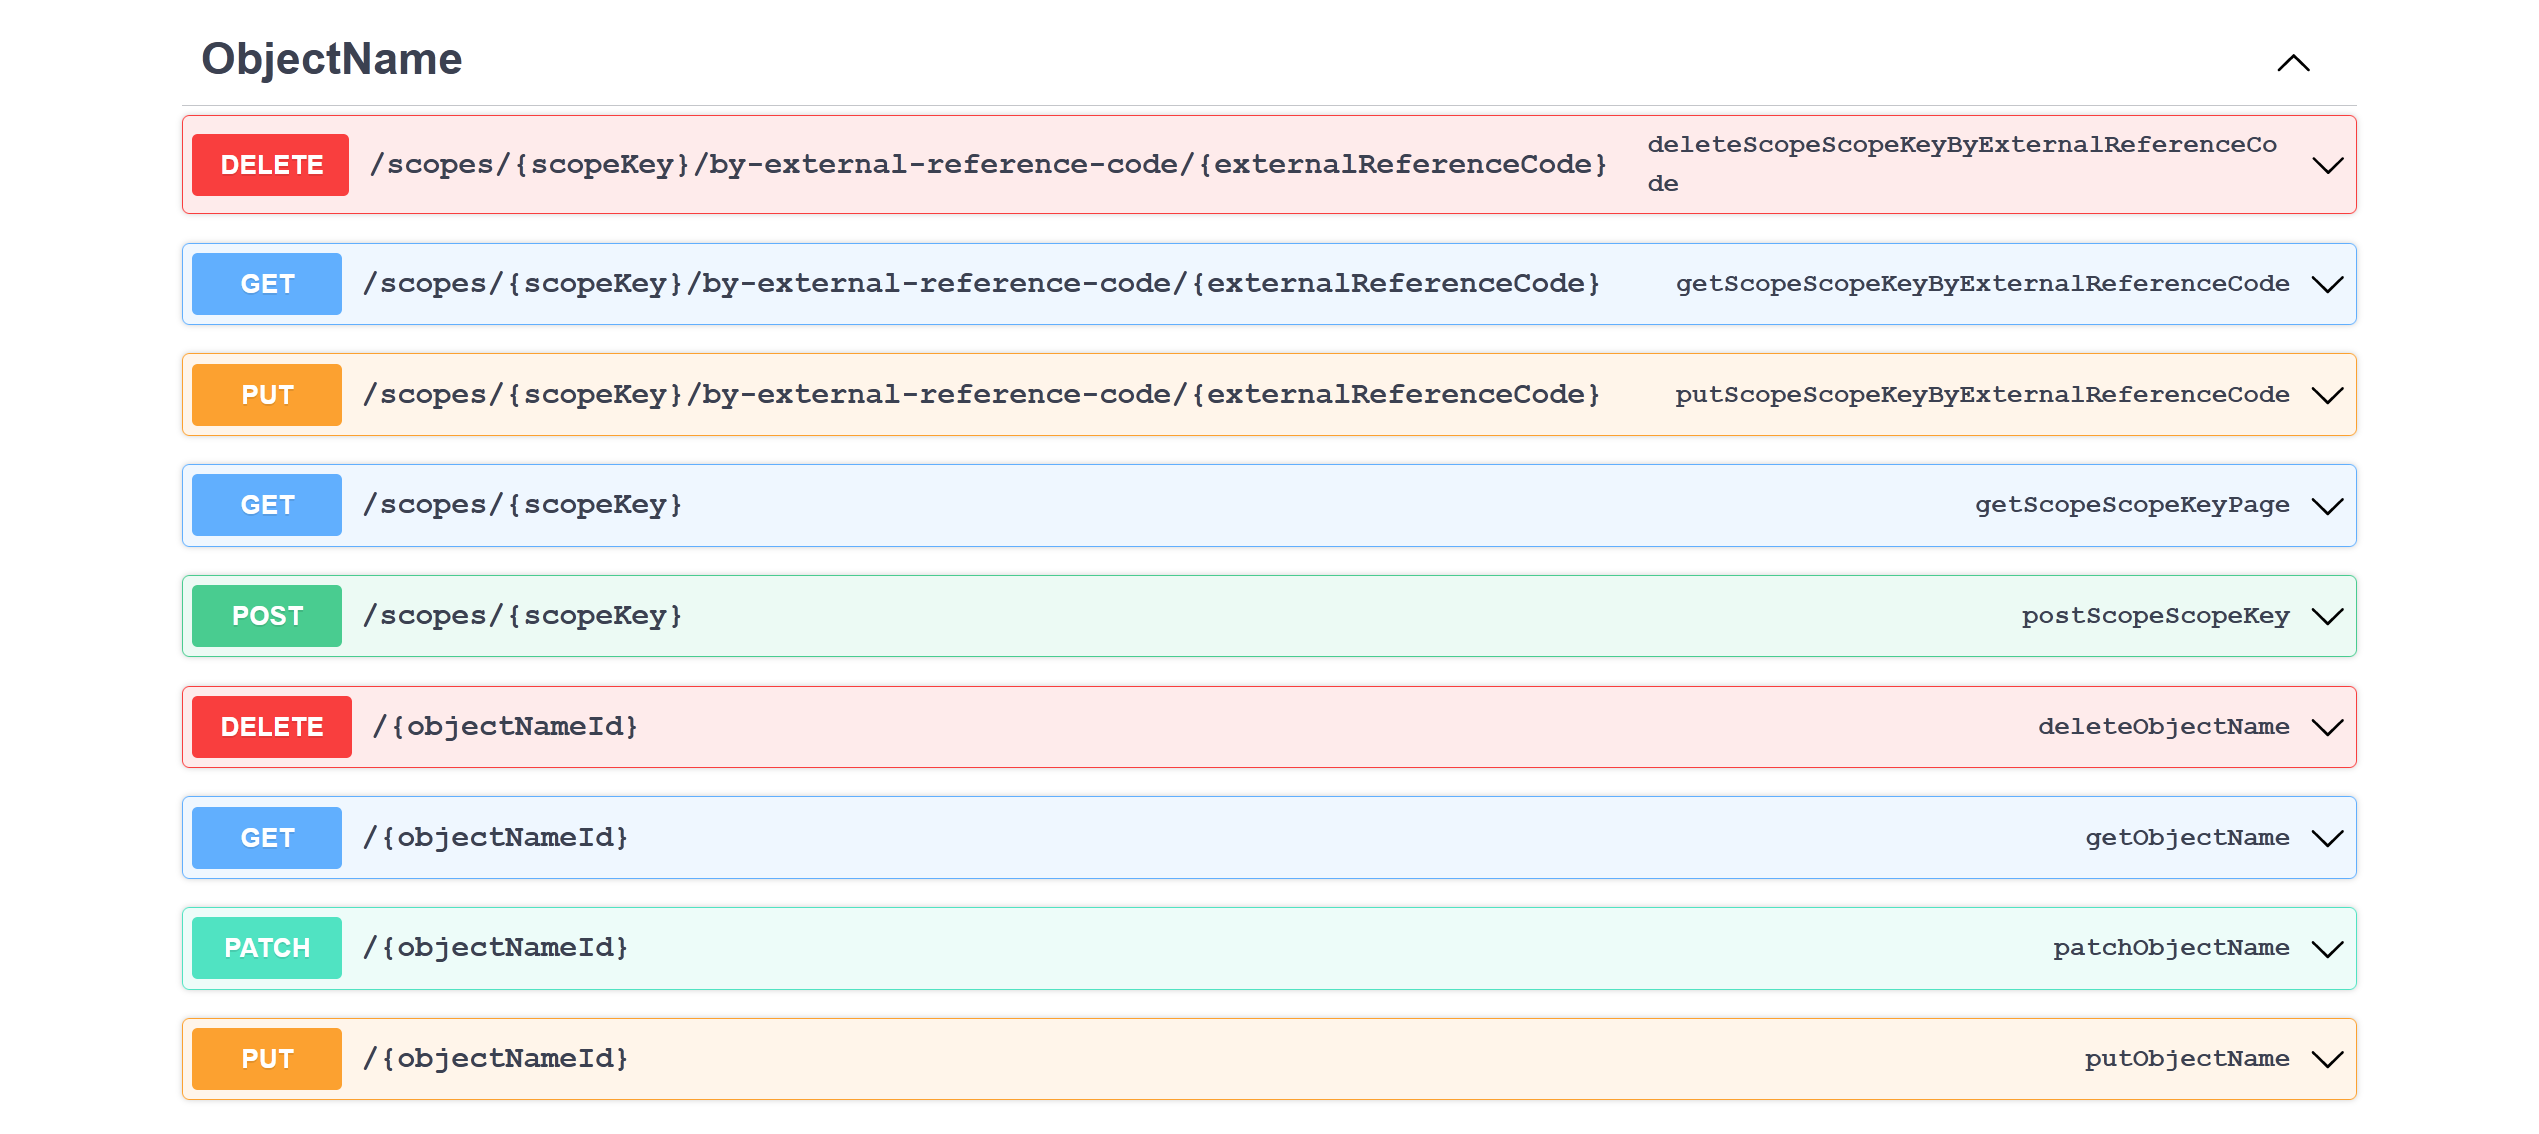 ObjectName
DELETE /scopes/{scopeKey}/by-external-reference-code/{externalReferenceCode} deleteScopeScopeKeyByExternalReferenceCo
de
GET /scopes/{scopeKey}/by-external-reference-code/{externalReferenceCode} getScopeScopeKeyByExternalReferenceCode
PUT /scopes/{scopeKey}/by-external-reference-code/{externalReferenceCode} putScopeScopeKeyByExternalReferenceCode
GET /scopes/{scopeKey} getScopeScopeKeyPage
POST /scopes/{scopeKey} postScopeScopeKey
DELETE /{objectNameId} deleteObjectName
GET /{objectNameId} getObjectName
PATCH /{objectNameId} patchObjectName
PUT /{objectNameId} putObjectName